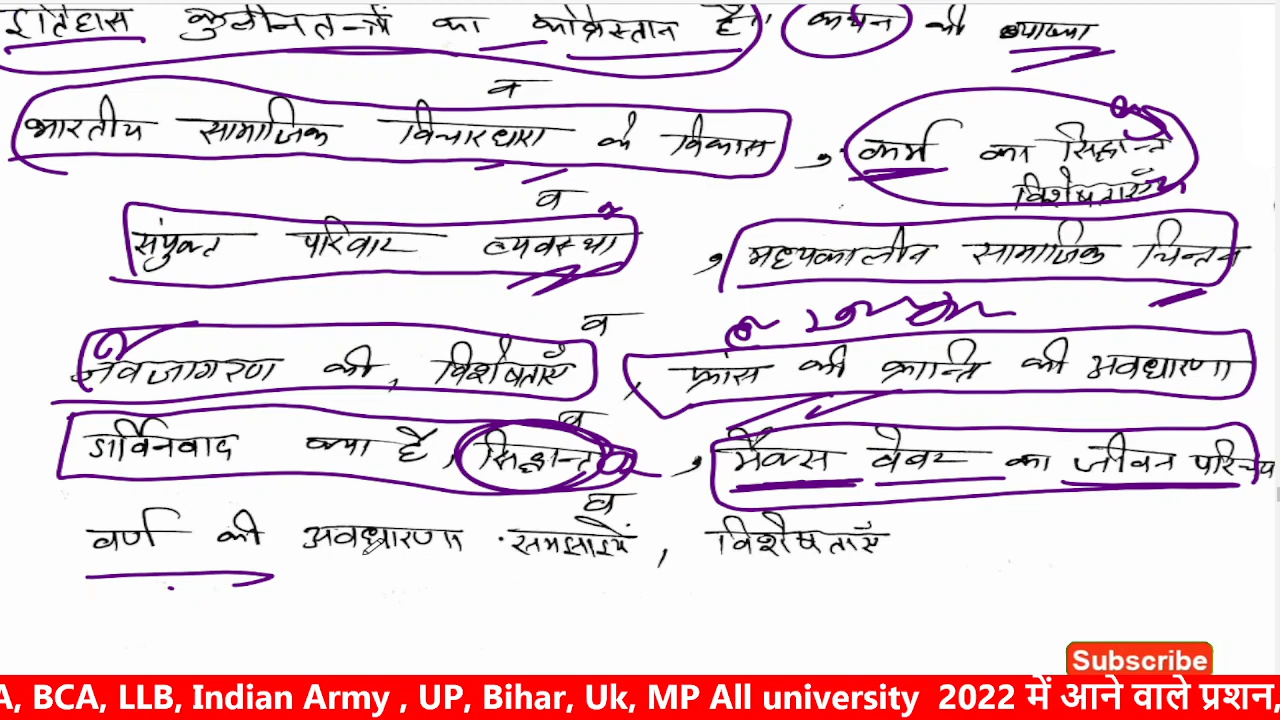 इतिहास कुलीनतन्त्रों का कब्रिस्तान है। कथन की व्याख्या
व
भारतीय सामाजिक विचारधारा के विकास , कर्म का सिद्धान्त
विशेषताएँ
व
संयुक्त परिवार व्यवस्था , मध्यकालीन सामाजिक चिन्तन
व
नवजागरण की, विशेषताएँ , फ्रांस की क्रान्ति की अवधारणा
व
डार्विनवाद क्या है, सिद्धान्त , मैक्स वेबर का जीवन परिचय
वर्ण की अवधारणा समझाइये , विशेषताएँ
Subscribe
A, BCA, LLB, Indian Army , UP, Bihar, Uk, MP All university 2022 में आने वाले प्रशन,